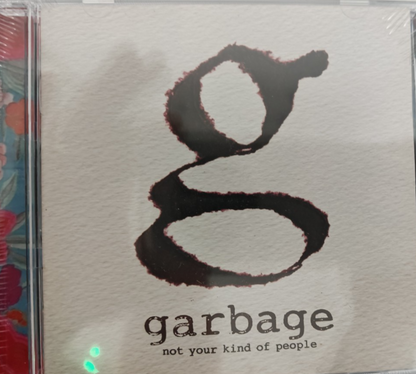 g
garbage
not your kind of people